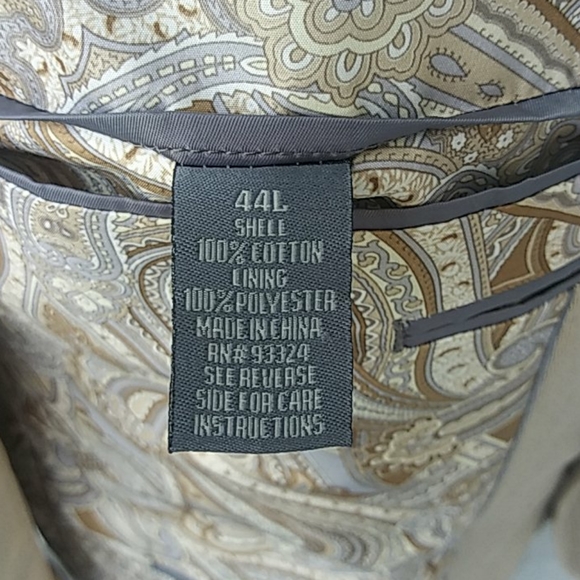 44L
SHELL
100% COTTON
LINING
100% POLYESTER
MADE IN CHINA
RN# 93324
SEE REVERSE
SIDE FOR CARE
INSTRUCTIONS